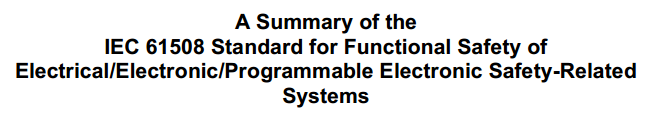 A Summary of the
IEC 61508 Standard for Functional Safety of
Electrical/Electronic/Programmable Electronic Safety-Related
Systems